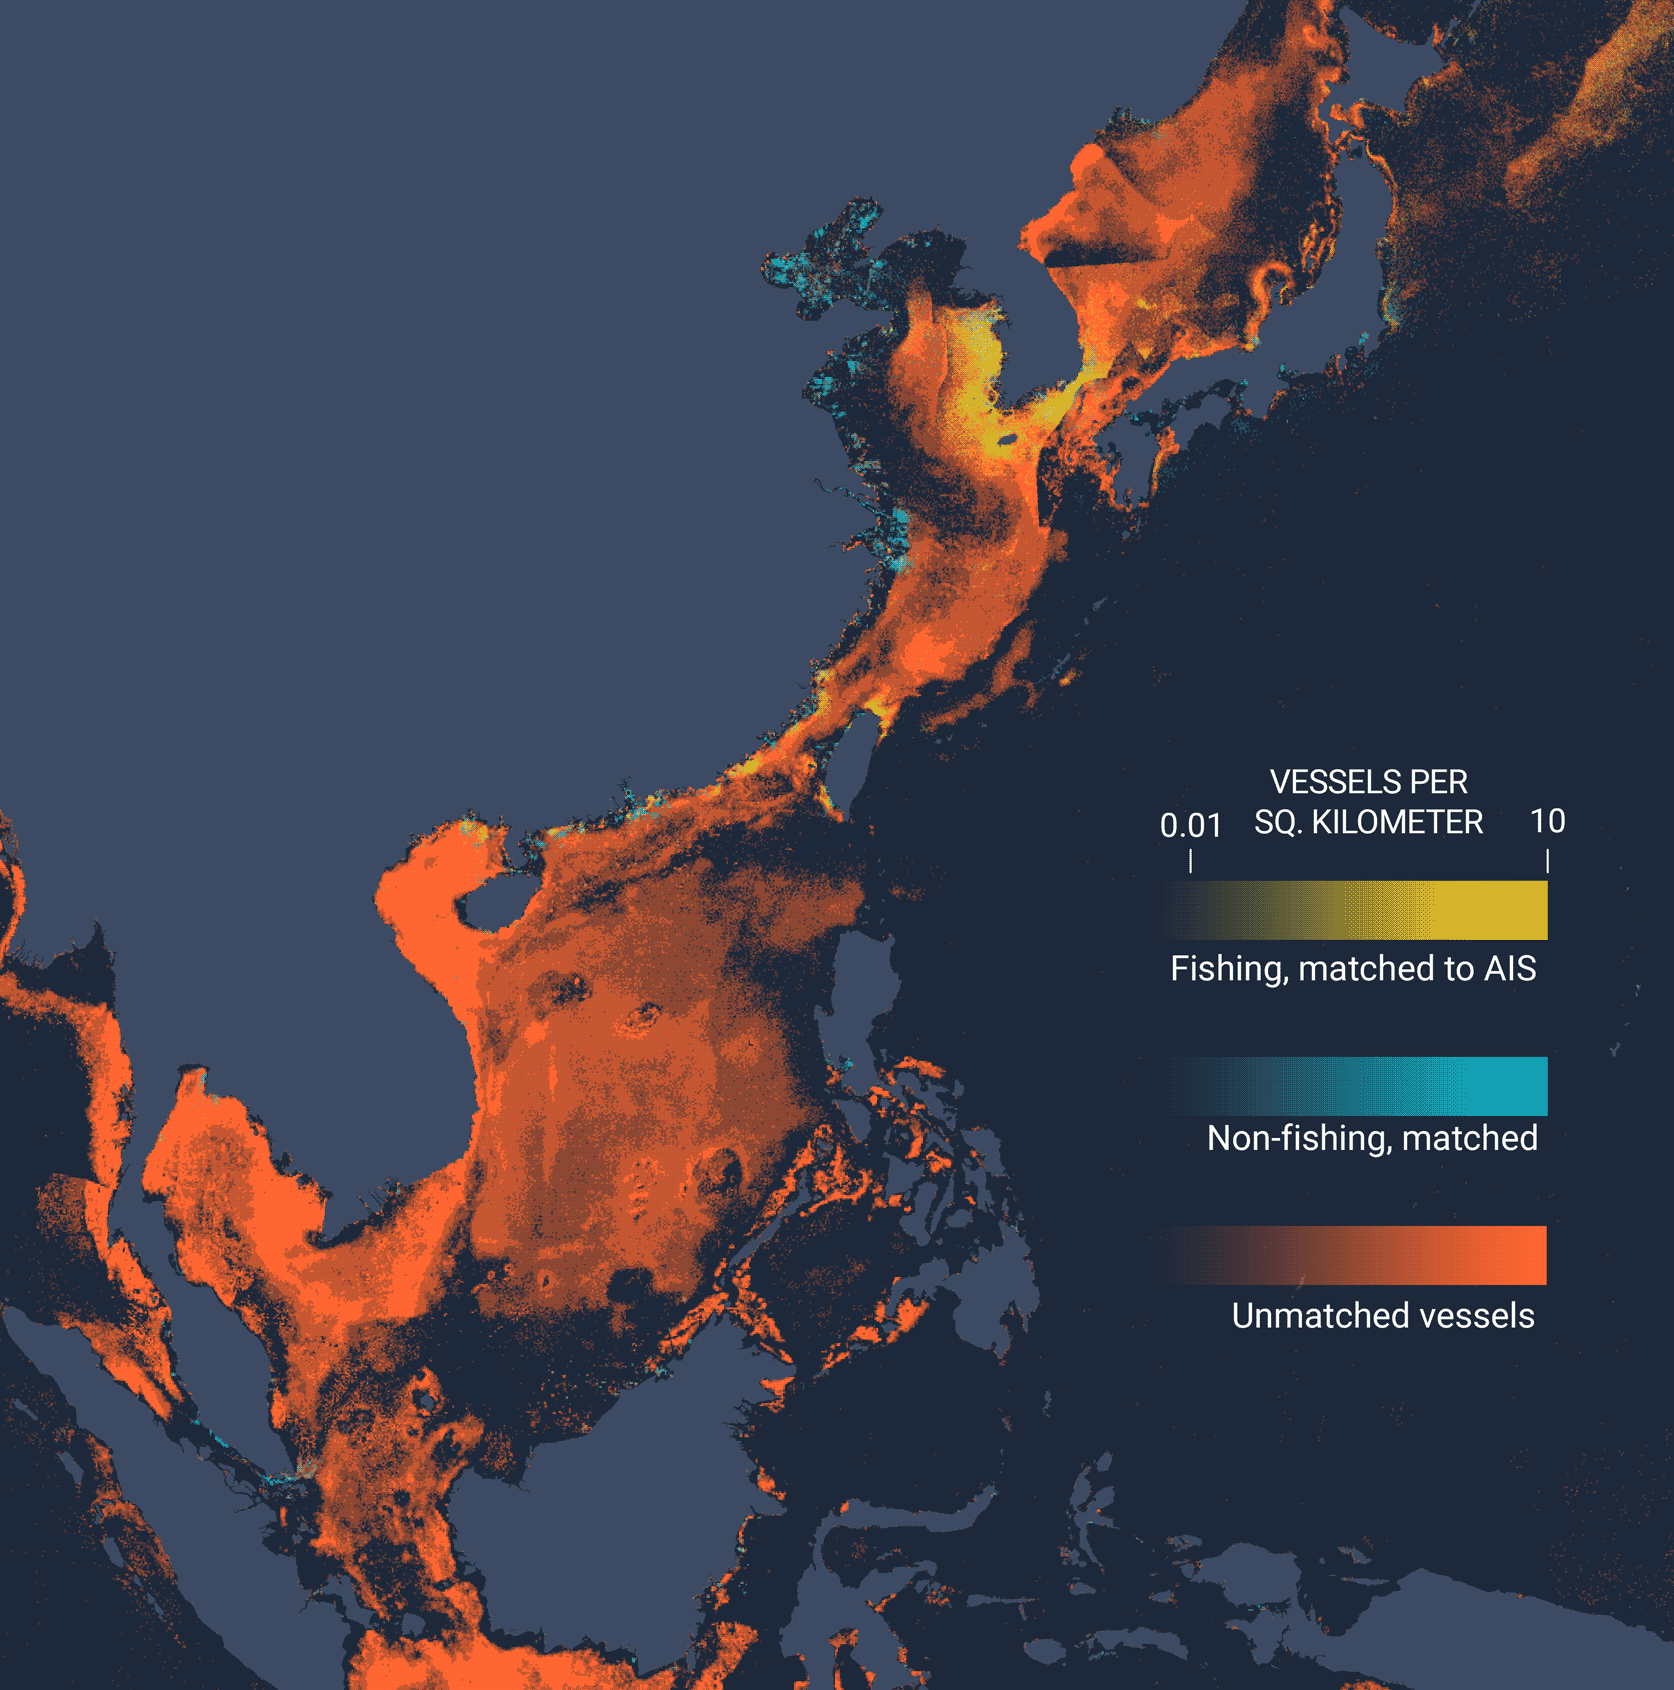 VESSELS PER
0.01 SQ. KILOMETER 10
Fishing, matched to AIS
Non-fishing, matched
Unmatched vessels